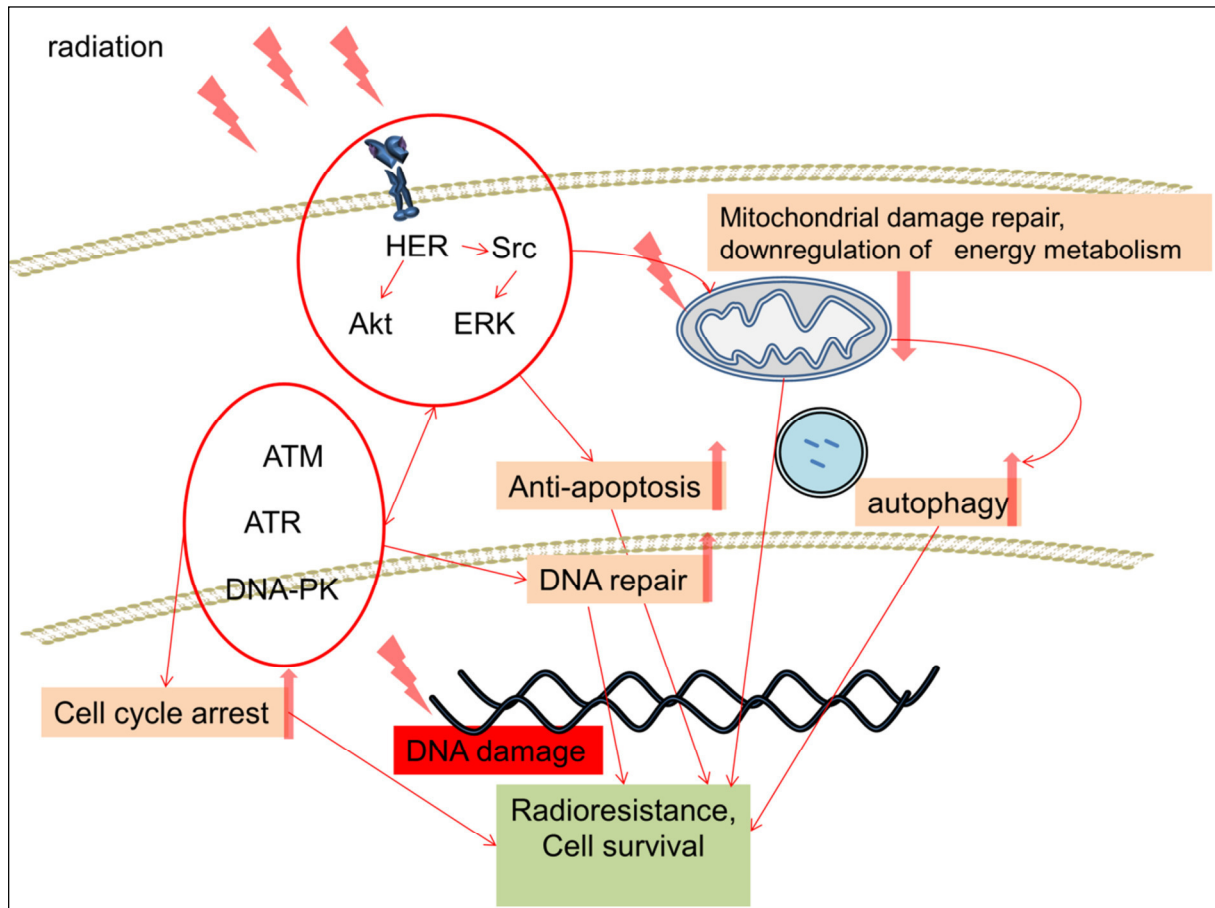 radiation
HER
Src
Akt
ERK
Mitochondrial damage repair,
downregulation of energy metabolism
ATM
ATR
DNA-PK
Anti-apoptosis
autophagy
DNA repair
Cell cycle arrest
DNA damage
Radioresistance,
Cell survival